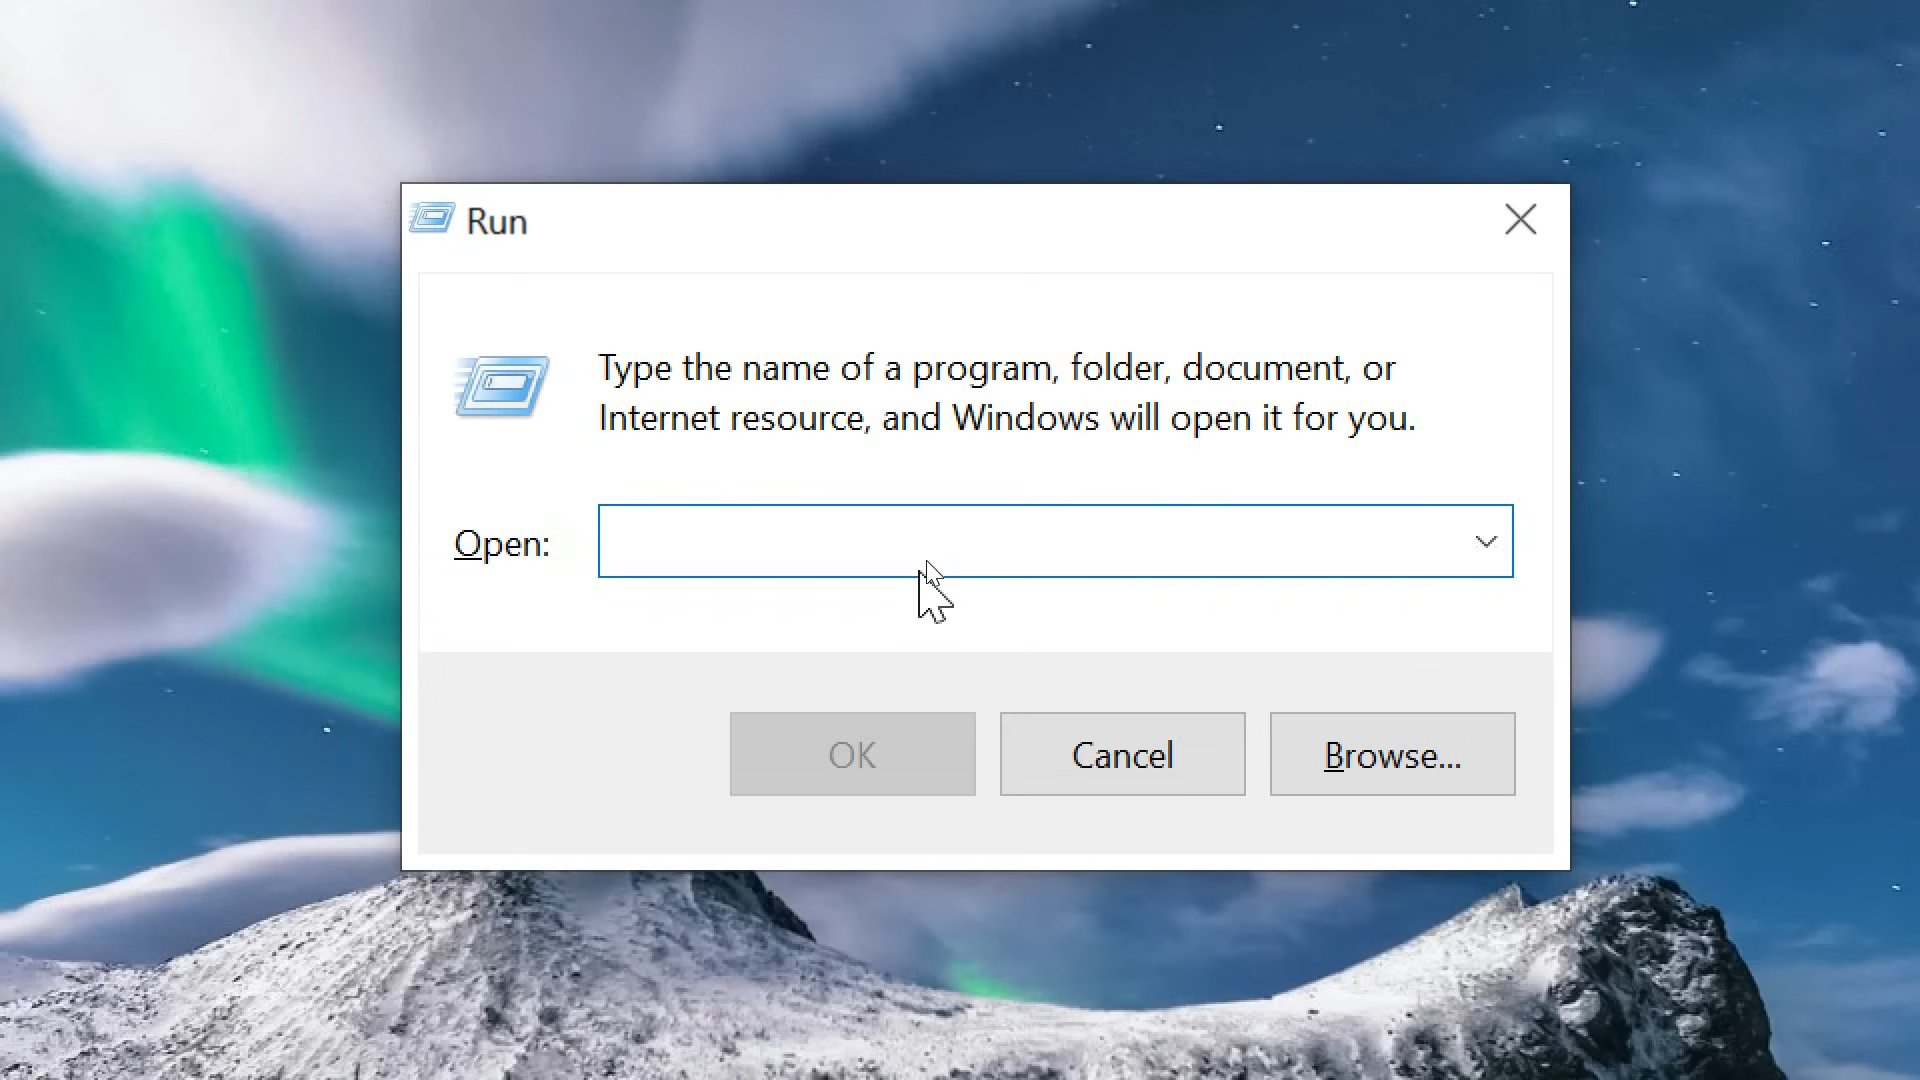 Run
Type the name of a program, folder, document, or
Internet resource, and Windows will open it for you.
Open:
OK
Cancel
Browse...